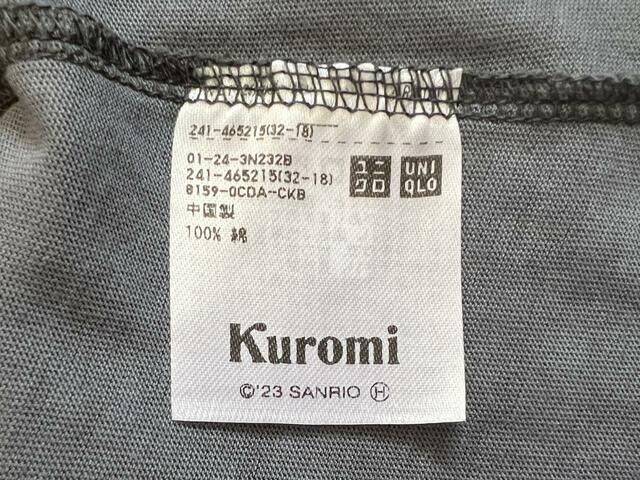 241-465215(32-18)
01-24-3N232B
241-465215(32-18)
8159-0CDA-CKB
中国製
100% 綿
ユニ
クロ
UNI
QLO
Kuromi
©'23 SANRIO Ⓗ